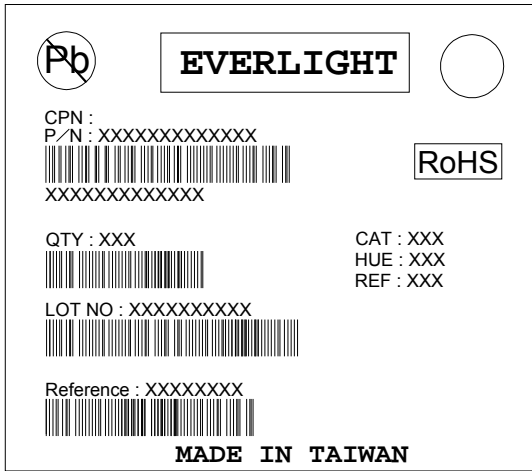 Pb
EVERLIGHT
CPN :
P/N : XXXXXXXXXXXXX
RoHS
XXXXXXXXXXXXX
QTY : XXX
CAT : XXX
HUE : XXX
REF : XXX
LOT NO : XXXXXXXXXX
Reference : XXXXXXXX
MADE IN TAIWAN